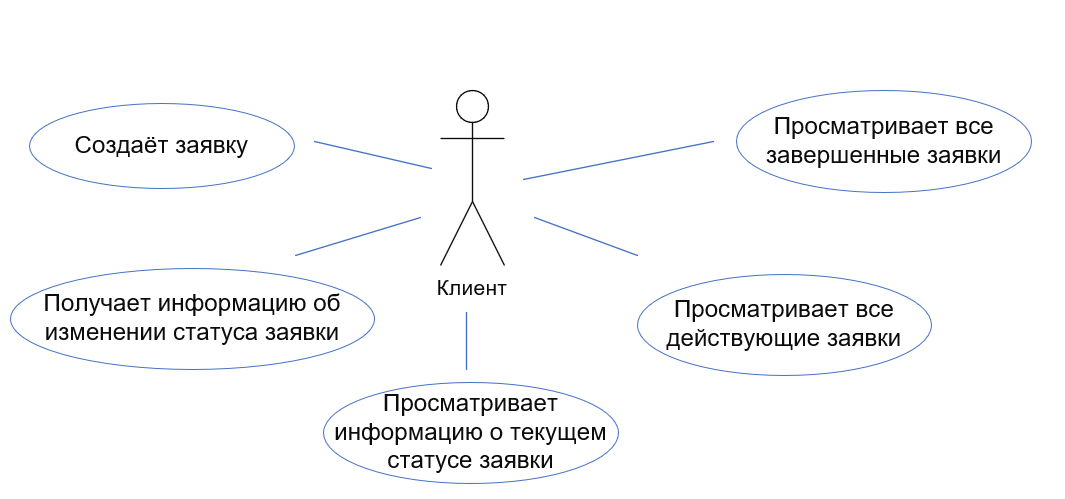 Создаёт заявку
Просматривает все
завершенные заявки
Клиент
Получает информацию об
изменении статуса заявки
Просматривает все
действующие заявки
Просматривает
информацию о текущем
статусе заявки